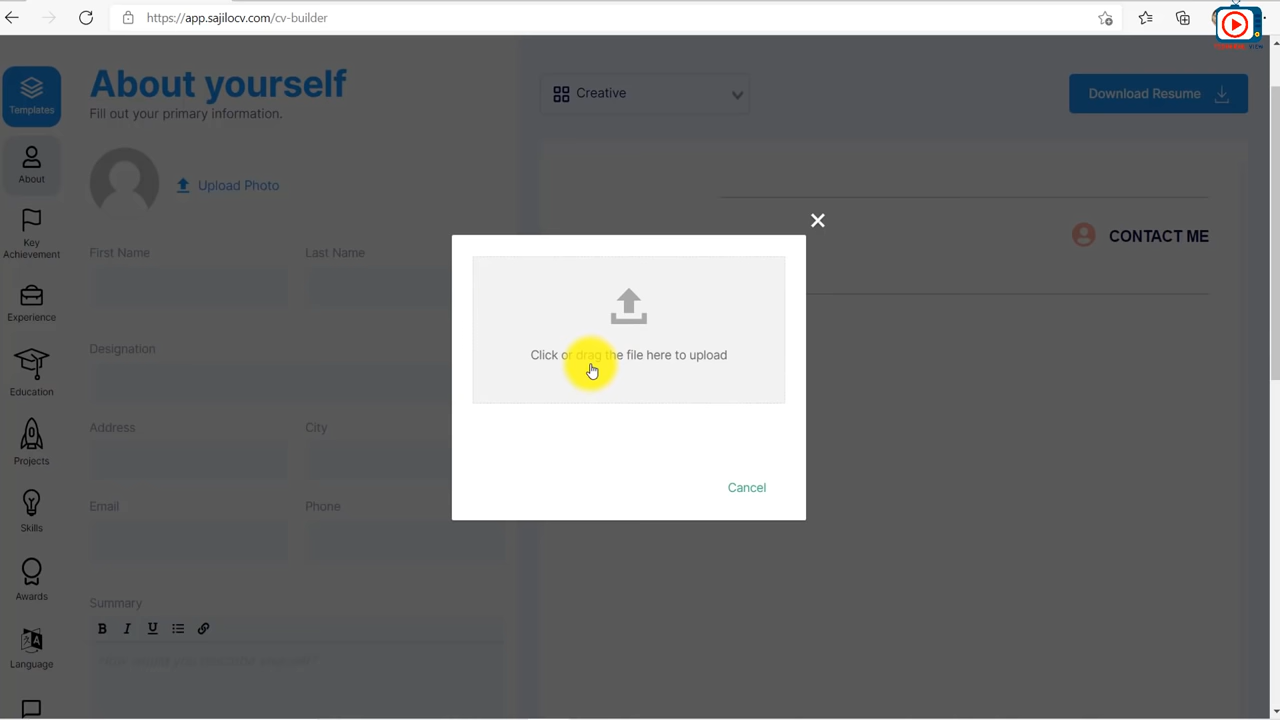 https://app.sajilocv.com/cv-builder
Templates
About
Key
Achievement
Experience
Education
Projects
Skills
Awards
Language
About yourself
Fill out your primary information.
Upload Photo
First Name Last Name
Designation
Address City
Email Phone
Summary
B I U
Creative
Download Resume
CONTACT ME
Click or drag the file here to upload
Cancel